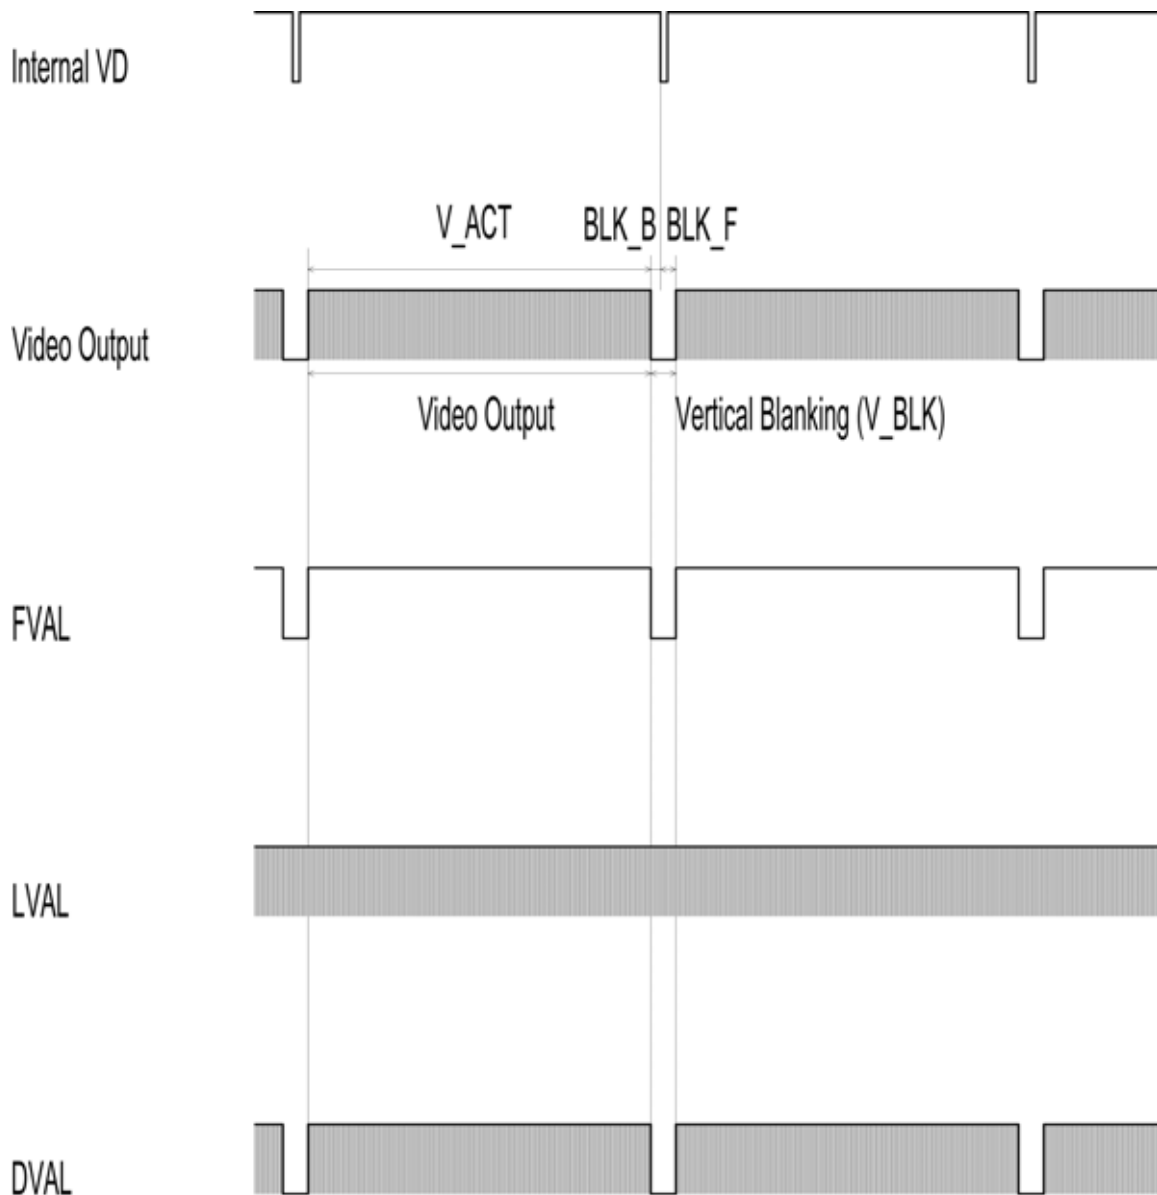 Internal VD
V_ACT BLK_B BLK_F
Video Output
Video Output Vertical Blanking (V_BLK)
FVAL
LVAL
DVAL